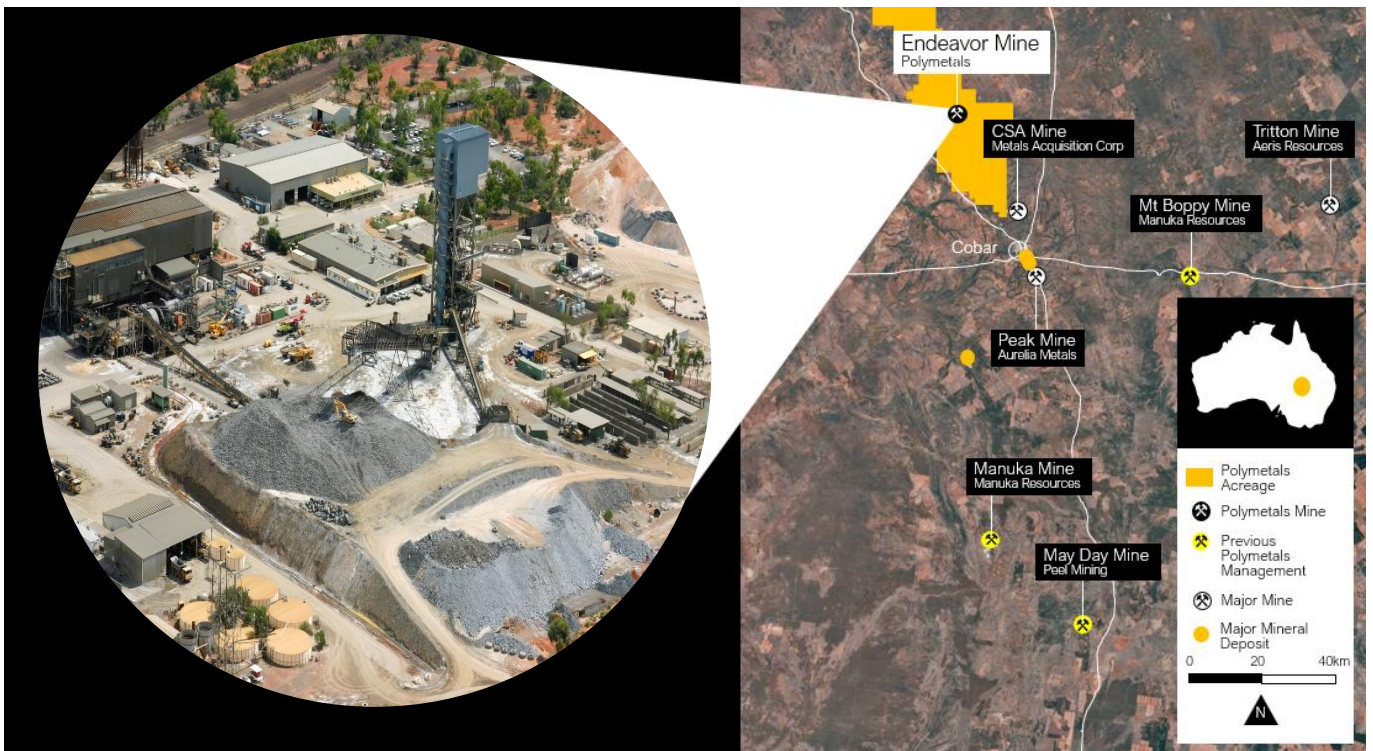 Endeavor Mine
Polymetals
CSA Mine
Metals Acquisition Corp
Tritton Mine
Aeris Resources
Mt Boppy Mine
Manuka Resources
Cobar
Peak Mine
Aurelia Metals
Manuka Mine
Manuka Resources
May Day Mine
Peel Mining
Polymetals
Acreage
Polymetals Mine
Previous
Polymetals
Management
Major Mine
Major Mineral
Deposit
0 20 40km
N